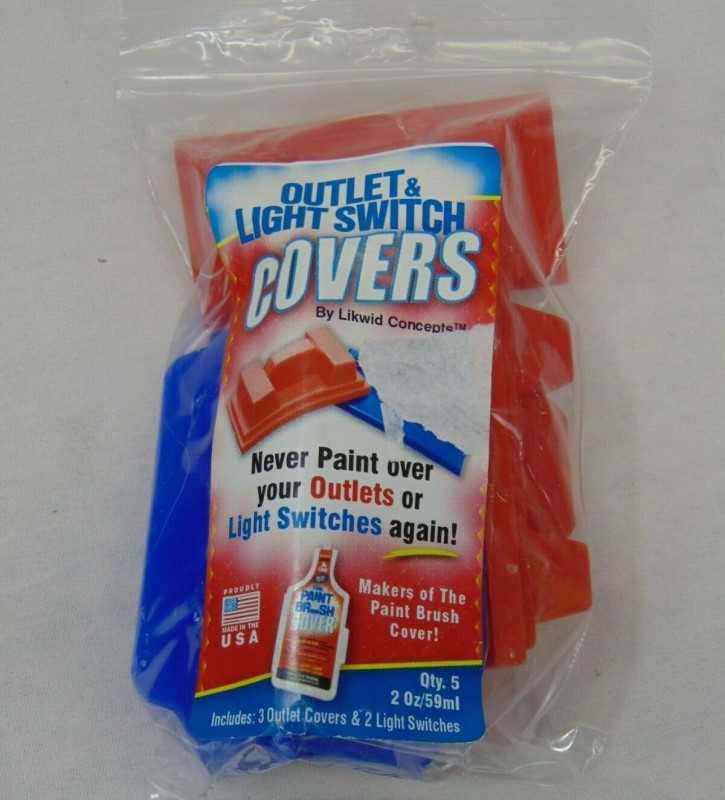 OUTLET &
LIGHT SWITCH
COVERS
By Likwid Concepts™
Never Paint over
your Outlets or
Light Switches again!
PROUDLY
MADE IN THE
USA
THE
PAINT
BRUSH
COVER
Makers of The
Paint Brush
Cover!
Qty. 5
2 Oz/59ml
Includes: 3 Outlet Covers & 2 Light Switches